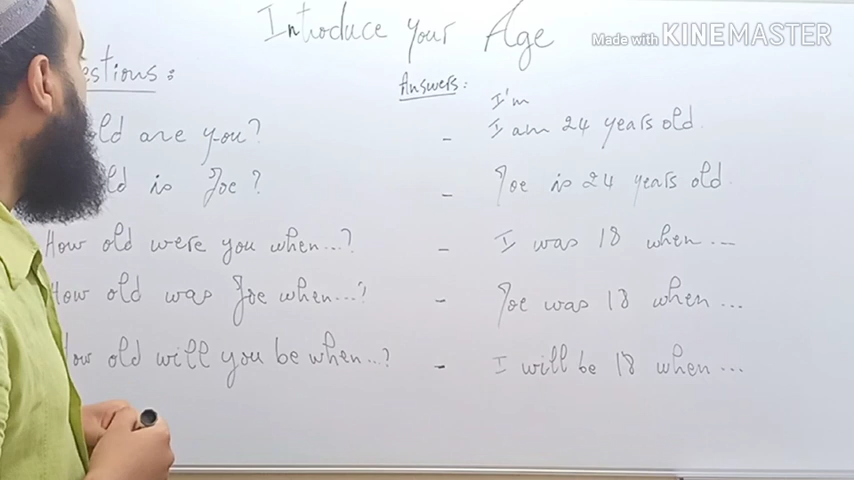 Introduce your Age
Made with KINEMASTER
estions:
Answers:
I'm
ld are you?
- I am 24 years old.
ld is Joe?
- Joe is 24 years old.
How old were you when...?
- I was 18 when ...
How old was Joe when...?
- Joe was 18 when ...
How old will you be when...?
- I will be 18 when ...